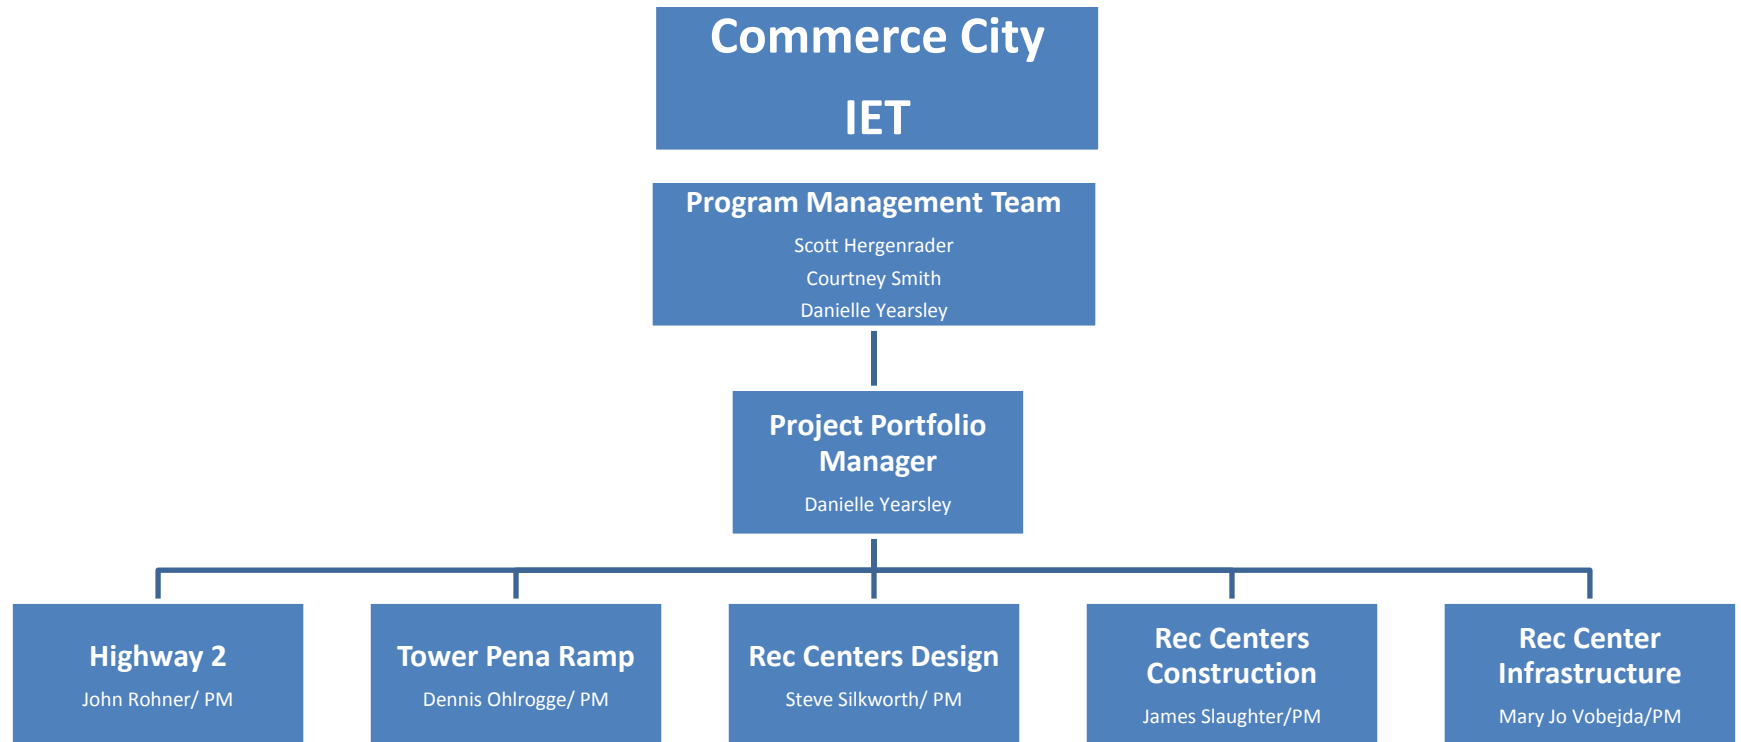 Commerce City
IET
Program Management Team
Scott Hergenrader
Courtney Smith
Danielle Yearsley
Project Portfolio
Manager
Danielle Yearsley
Highway 2
John Rohner/ PM
Tower Pena Ramp
Dennis Ohlrogge/ PM
Rec Centers Design
Steve Silkworth/ PM
Rec Centers
Construction
James Slaughter/PM
Rec Center
Infrastructure
Mary Jo Vobejda/PM